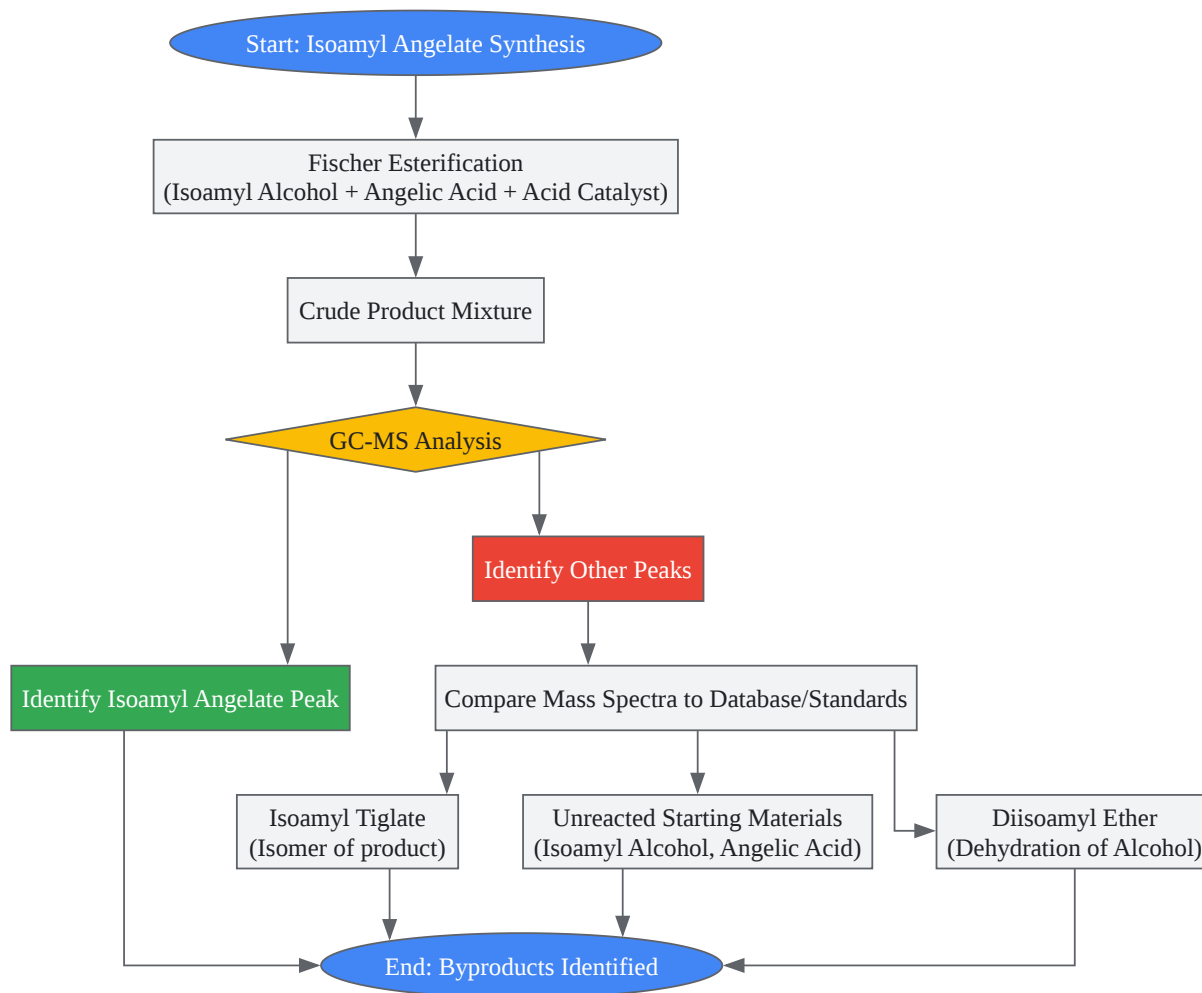 Start: Isoamyl Angelate Synthesis
Fischer Esterification
(Isoamyl Alcohol + Angelic Acid + Acid Catalyst)
Crude Product Mixture
GC-MS Analysis
Identify Other Peaks
Identify Isoamyl Angelate Peak
Compare Mass Spectra to Database/Standards
Isoamyl Tiglate
(Isomer of product)
Unreacted Starting Materials
(Isoamyl Alcohol, Angelic Acid)
Diisoamyl Ether
(Dehydration of Alcohol)
End: Byproducts Identified